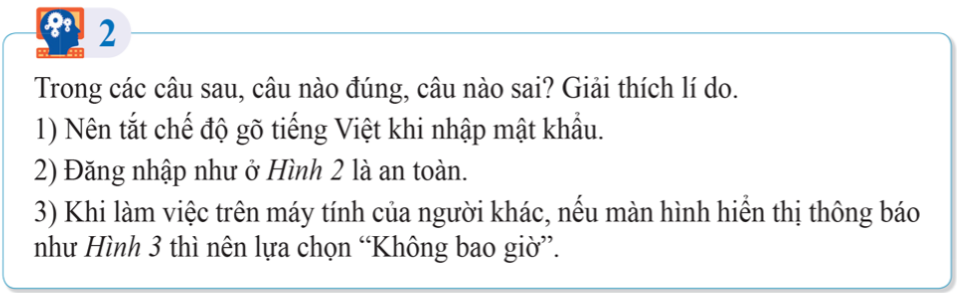 2
Trong các câu sau, câu nào đúng, câu nào sai? Giải thích lí do.
1) Nên tắt chế độ gõ tiếng Việt khi nhập mật khẩu.
2) Đăng nhập như ở Hình 2 là an toàn.
3) Khi làm việc trên máy tính của người khác, nếu màn hình hiển thị thông báo
như Hình 3 thì nên lựa chọn “Không bao giờ”.